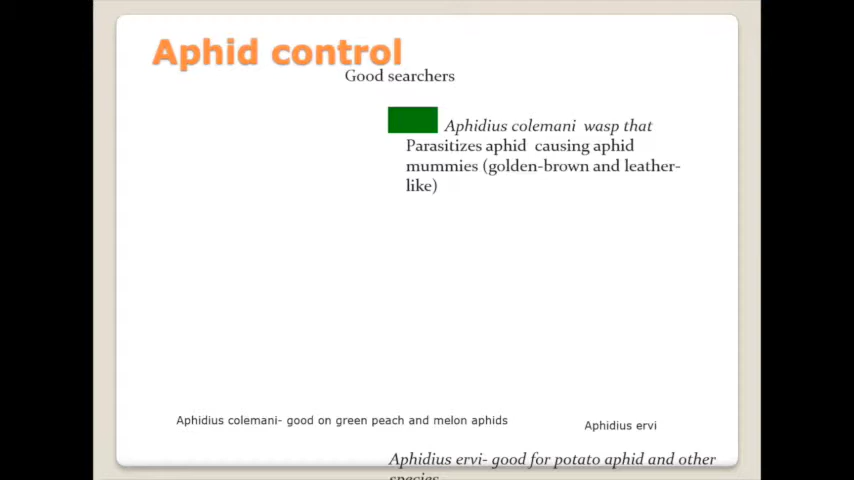 Aphid control
Good searchers
Aphidius colemani wasp that
Parasitizes aphid causing aphid
mummies (golden-brown and leather-
like)
Aphidius colemani- good on green peach and melon aphids
Aphidius ervi
Aphidius ervi- good for potato aphid and other
species